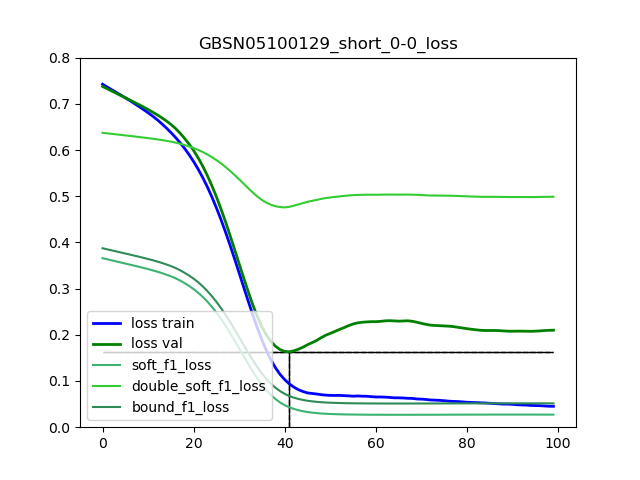 GBSN05100129_short_0-0_loss
0.8
0.7
0.6
0.5
0.4
0.3
0.2
0.1
0.0
loss train
loss val
soft_f1_loss
double_soft_f1_loss
bound_f1_loss
0 20 40 60 80 100